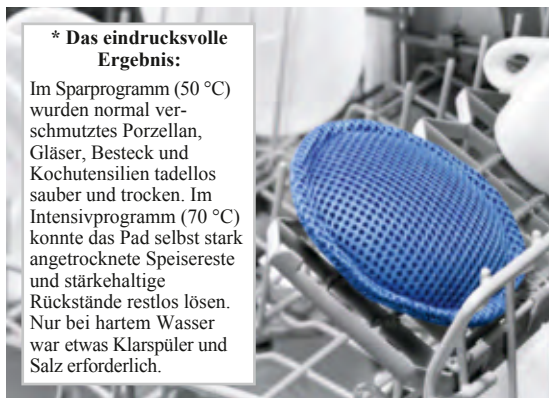 * Das eindrucksvolle
Ergebnis:
Im Sparprogramm (50 °C)
wurden normal ver-
schmutztes Porzellan,
Gläser, Besteck und
Kochutensilien tadellos
sauber und trocken. Im
Intensivprogramm (70 °C)
konnte das Pad selbst stark
angetrocknete Speisereste
und stärkehaltige
Rückstände restlos lösen.
Nur bei hartem Wasser
war etwas Klarspüler und
Salz erforderlich.